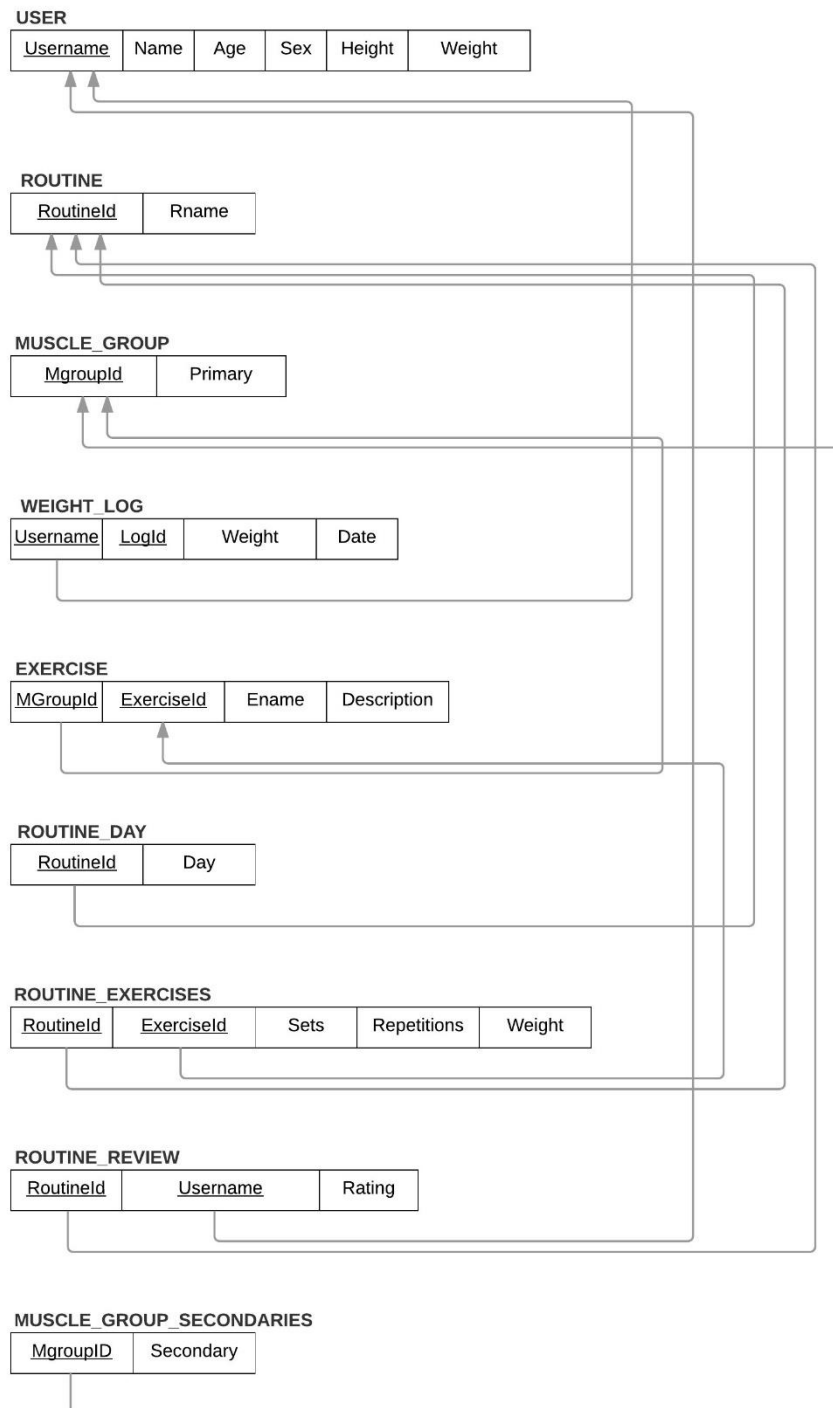 USER
Username Name Age Sex Height Weight
ROUTINE
RoutineId Rname
MUSCLE_GROUP
MgroupId Primary
WEIGHT_LOG
Username LogId Weight Date
EXERCISE
MGroupId ExerciseId Ename Description
ROUTINE_DAY
RoutineId Day
ROUTINE_EXERCISES
RoutineId ExerciseId Sets Repetitions Weight
ROUTINE_REVIEW
RoutineId Username Rating
MUSCLE_GROUP_SECONDARIES
MgroupID Secondary